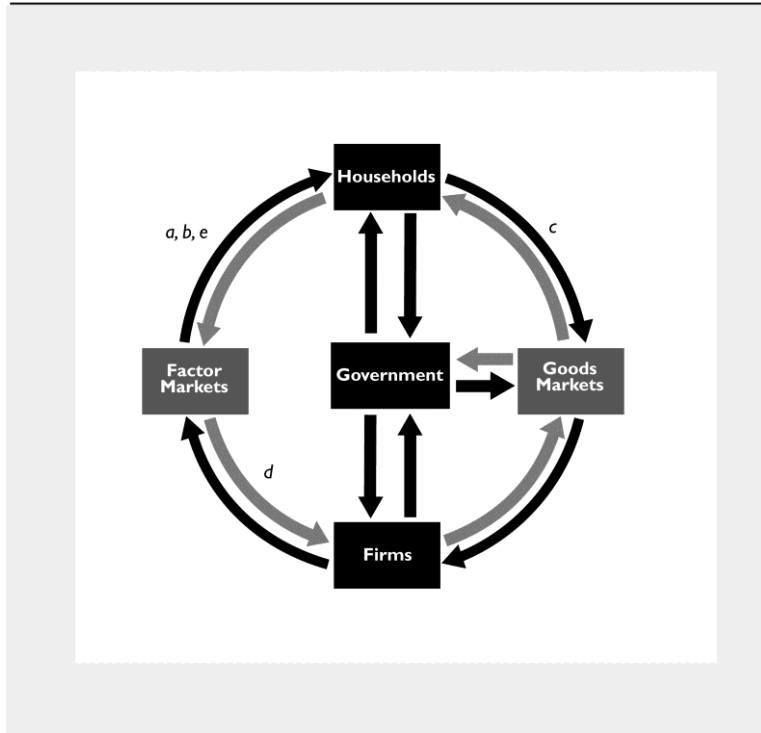 Households
a, b, e
c
Factor
Markets
Government
Goods
Markets
d
Firms